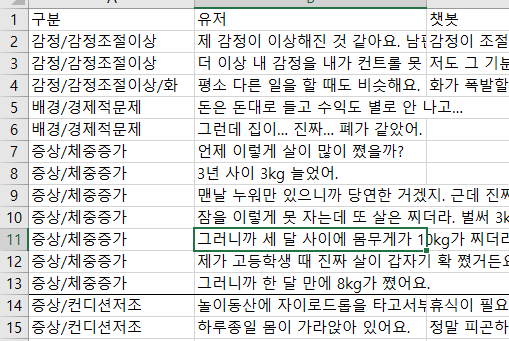 A B
1 구분 유저 챗봇
2 감정/감정조절이상 제 감정이 이상해진 것 같아요. 남편 감정이 조절
3 감정/감정조절이상 더 이상 내 감정을 내가 컨트롤 못 저도 그 기분
4 감정/감정조절이상/화 평소 다른 일을 할 때도 비슷해요. 화가 폭발할
5 배경/경제적문제 돈은 돈대로 들고 수익도 별로 안 나고...
6 배경/경제적문제 그런데 집이... 진짜... 폐가 같았어.
7 증상/체중증가 언제 이렇게 살이 많이 쪘을까?
8 증상/체중증가 3년 사이 3kg 늘었어.
9 증상/체중증가 맨날 누워만 있으니까 당연한 거겠지. 근데 진짜
10 증상/체중증가 잠을 이렇게 못 자는데 또 살은 찌더라. 벌써 3k
11 증상/체중증가 그러니까 세 달 사이에 몸무게가 10kg가 찌더라
12 증상/체중증가 제가 고등학생 때 진짜 살이 갑자기 확 쪘거든요
13 증상/체중증가 그러니까 한 달 만에 8kg가 쪘어요.
14 증상/컨디션저조 놀이동산에 자이로드롭을 타고서부 휴식이 필요
15 증상/컨디션저조 하루종일 몸이 가라앉아 있어요. 정말 피곤하